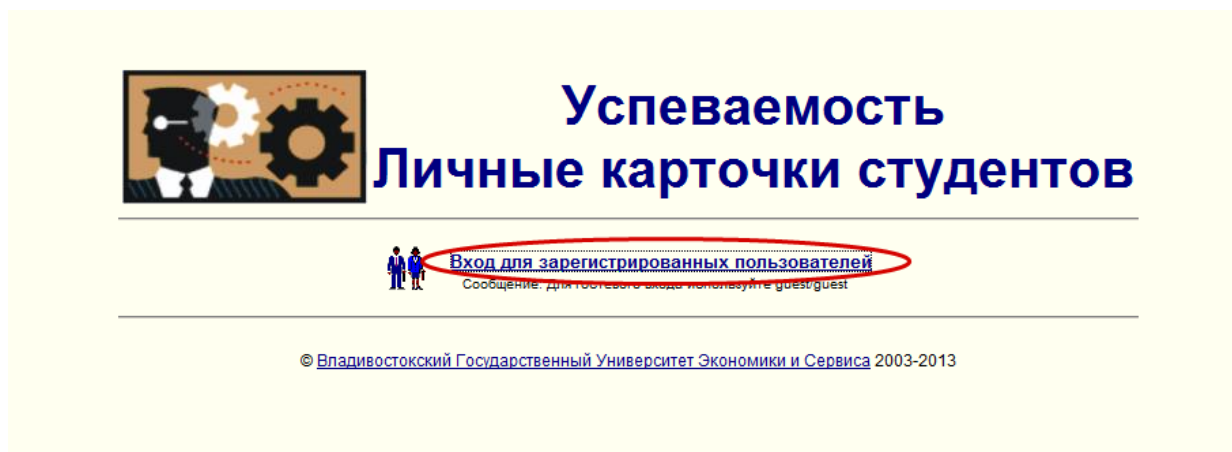 Успеваемость
Личные карточки студентов
Вход для зарегистрированных пользователей
Сообщение: Для гостевого входа используйте guest/guest
© Владивостокский Государственный Университет Экономики и Сервиса 2003-2013